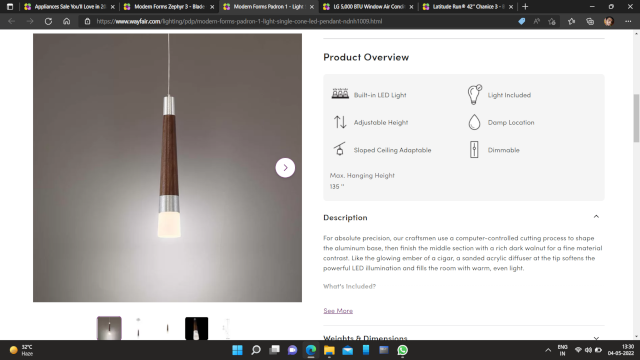 Appliances Sale You'll Love in 2
Modern Forms Zephyr 3 - Blade
Modern Forms Padron 1 - Light
LG 5,000 BTU Window Air Cond
Latitude Run® 42'' Chanice 3 - B
https://www.wayfair.com/lighting/pdp/modern-forms-padron-1-light-single-cone-led-pendant-ndnh1009.html
Product Overview
Built-in LED Light
Light Included
Adjustable Height
Damp Location
Sloped Ceiling Adaptable
Dimmable
Max. Hanging Height
135 ''
Description
For absolute precision, our craftsmen use a computer-controlled cutting process to shape
the aluminum base, then finish the middle section with a rich dark walnut for a fine material
contrast. Like the glowing ember of a cigar, a sanded acrylic diffuser at the tip softens the
powerful LED illumination and fills the room with warm, even light.
What's Included?
See More
Weights & Dimensions
32°C
Haze
ENG
IN
13:30
04-05-2022